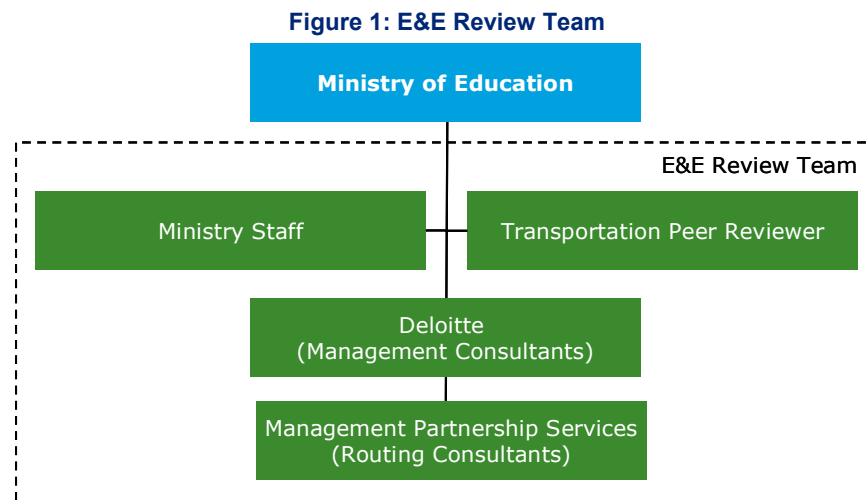 Figure 1: E&E Review Team
Ministry of Education
E&E Review Team
Ministry Staff
Transportation Peer Reviewer
Deloitte
(Management Consultants)
Management Partnership Services
(Routing Consultants)